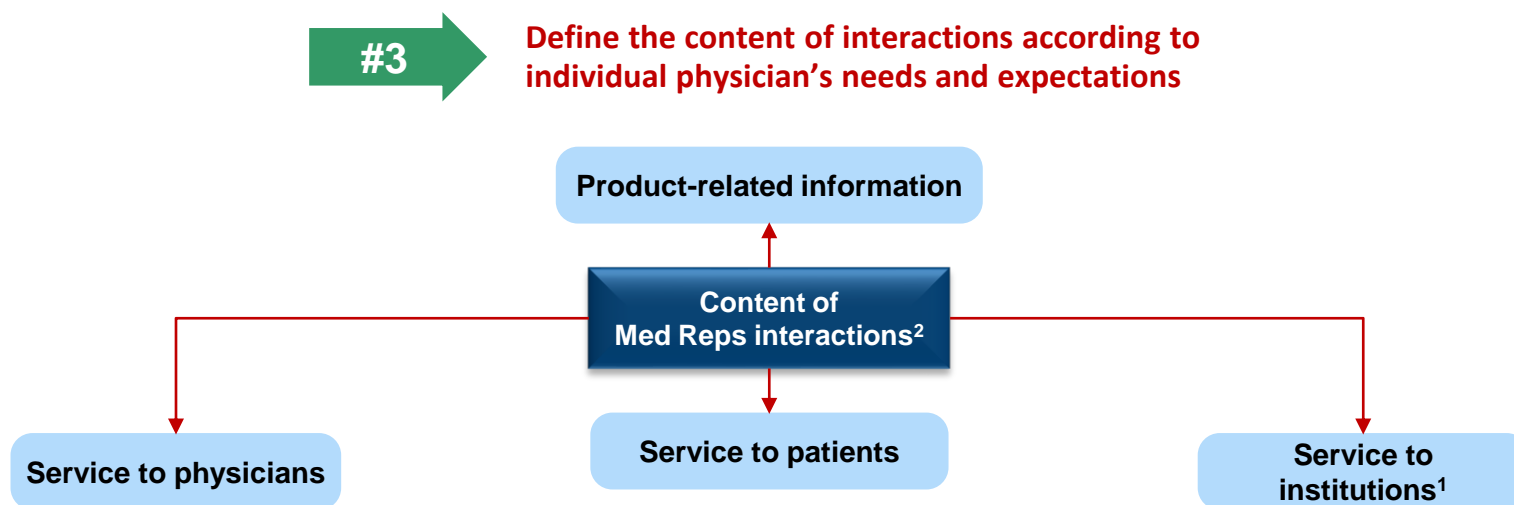 #3
Define the content of interactions according to
individual physician’s needs and expectations
Product-related information
Content of
Med Reps interactions²
Service to physicians
Service to patients
Service to
institutions¹